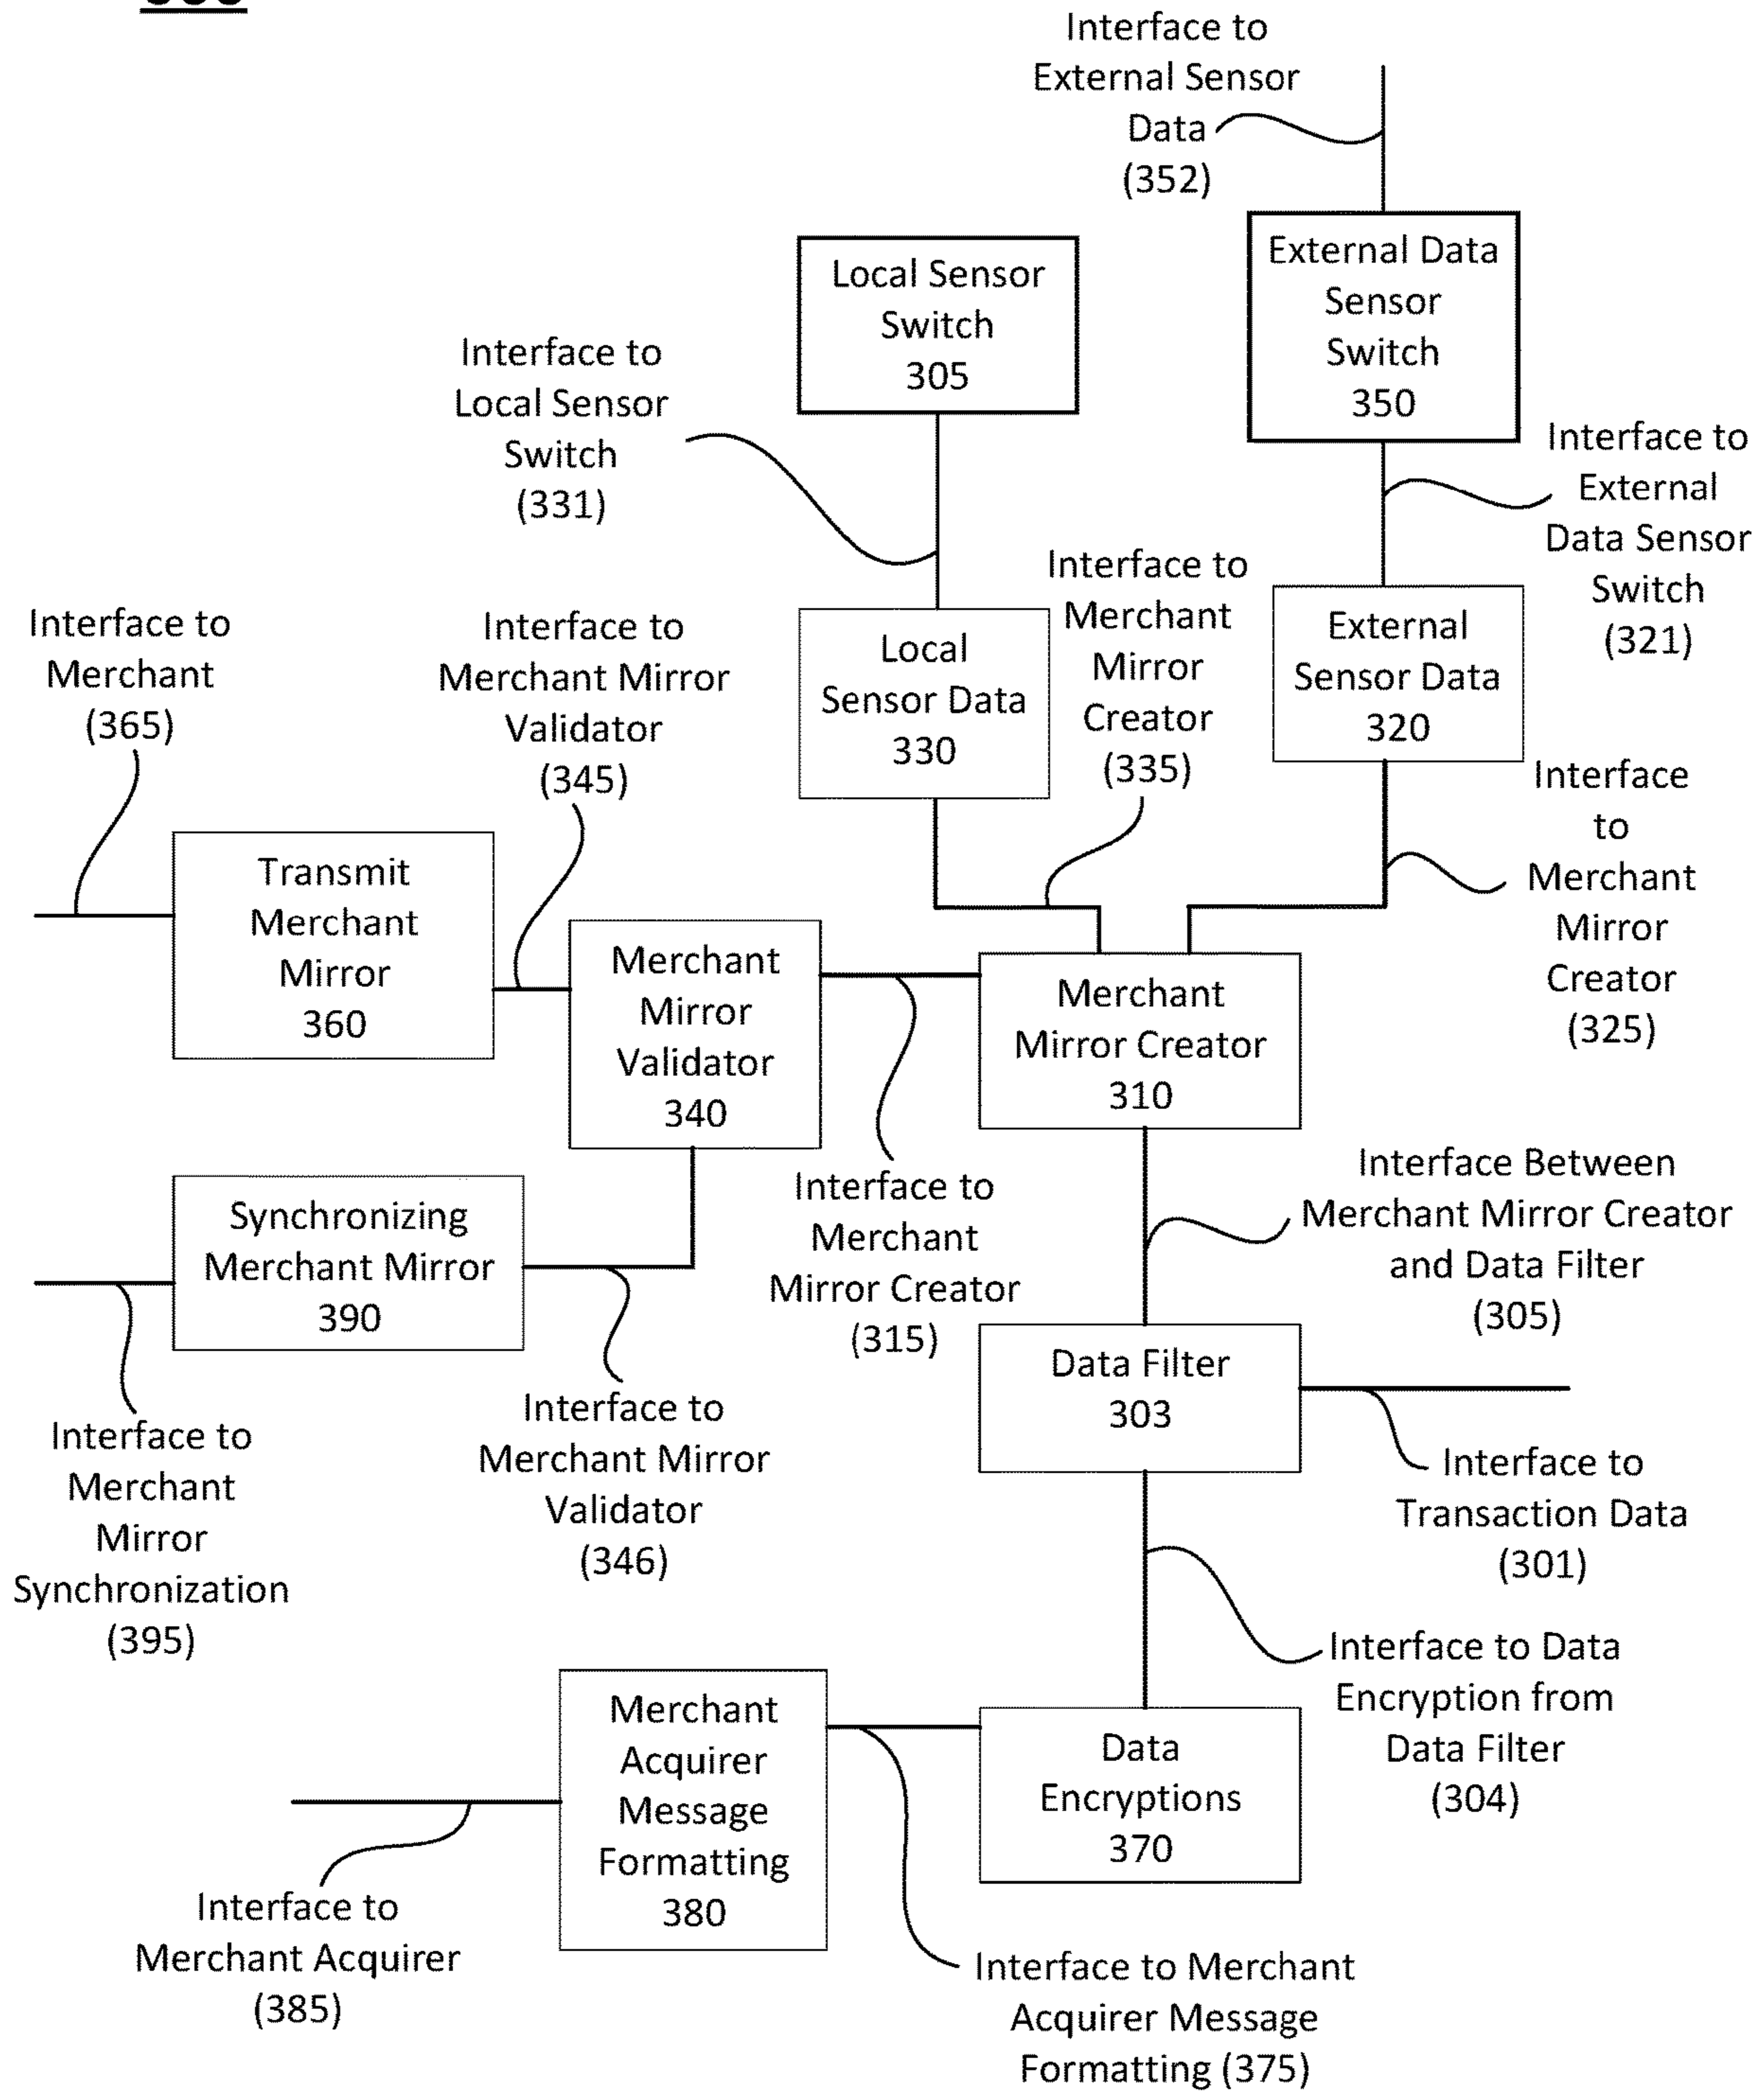 Interface to
External Sensor
Data
(352)
External Data
Sensor
Switch
350
Local Sensor
Switch
305
Interface to
Local Sensor
Switch
(331)
Interface to
External
Data Sensor
Switch
(321)
Interface to
Merchant
Mirror
Creator
(335)
External
Sensor Data
320
Local
Sensor Data
330
Interface to
Merchant
(365)
Interface to
Merchant Mirror
Validator
(345)
Interface
to
Merchant
Mirror
Creator
(325)
Transmit
Merchant
Mirror
360
Merchant
Mirror
Validator
340
Merchant
Mirror Creator
310
Interface Between
Merchant Mirror Creator
and Data Filter
(305)
Interface to
Merchant
Mirror Creator
(315)
Synchronizing
Merchant Mirror
390
Data Filter
303
Interface to
Merchant Mirror
Validator
(346)
Interface to
Merchant
Mirror
Synchronization
(395)
Interface to
Transaction Data
(301)
Interface to Data
Encryption from
Data Filter
(304)
Merchant
Acquirer
Message
Formatting
380
Data
Encryptions
370
Interface to
Merchant Acquirer
(385)
Interface to Merchant
Acquirer Message
Formatting (375)